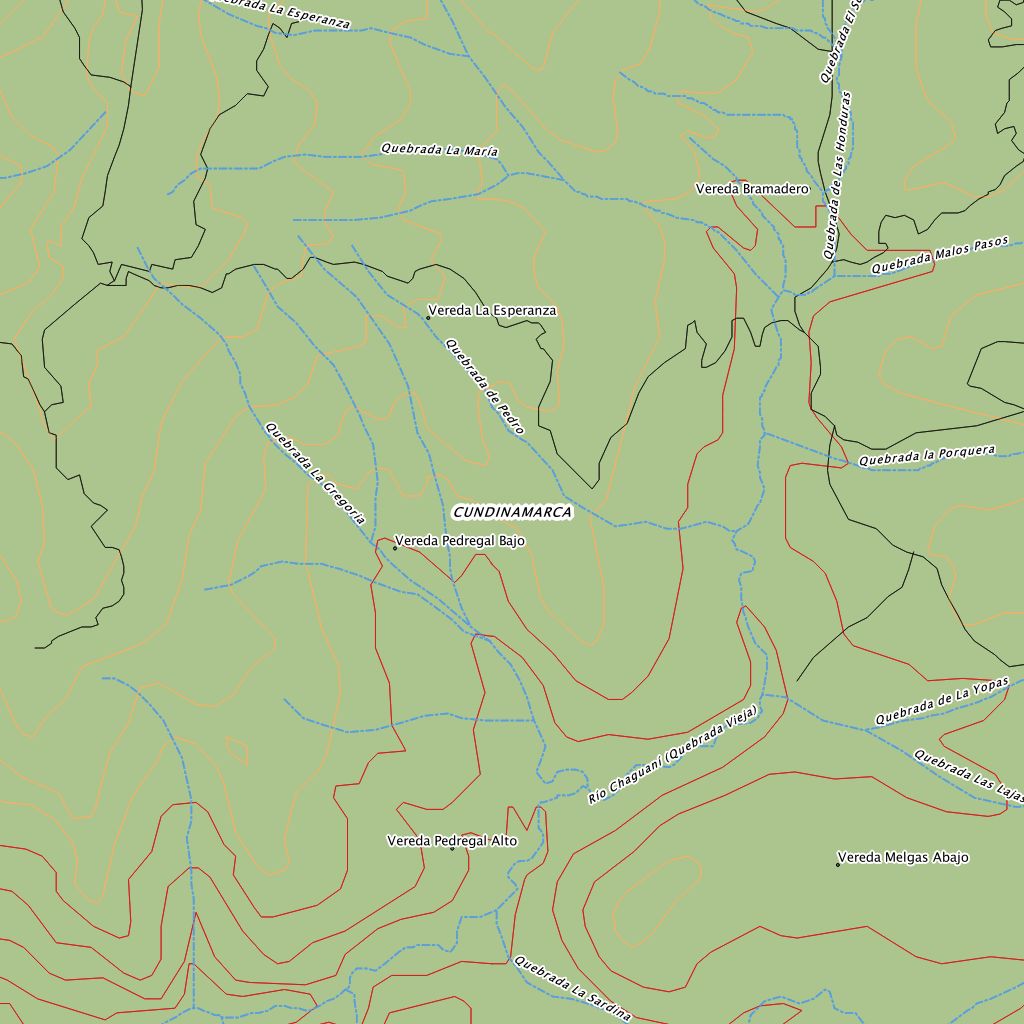 Quebrada La Esperanza
Quebrada El
Quebrada de Las Honduras
Quebrada La María
Vereda Bramadero
Quebrada Malos Pasos
Vereda La Esperanza
Quebrada de Pedro
Quebrada la Porquera
Quebrada La Gregoria
CUNDINAMARCA
Vereda Pedregal Bajo
Quebrada de La Yopas
Río Chaguaní (Quebrada Vieja)
Quebrada Las Lajas
Vereda Pedregal Alto
Vereda Melgas Abajo
Quebrada La Sardina